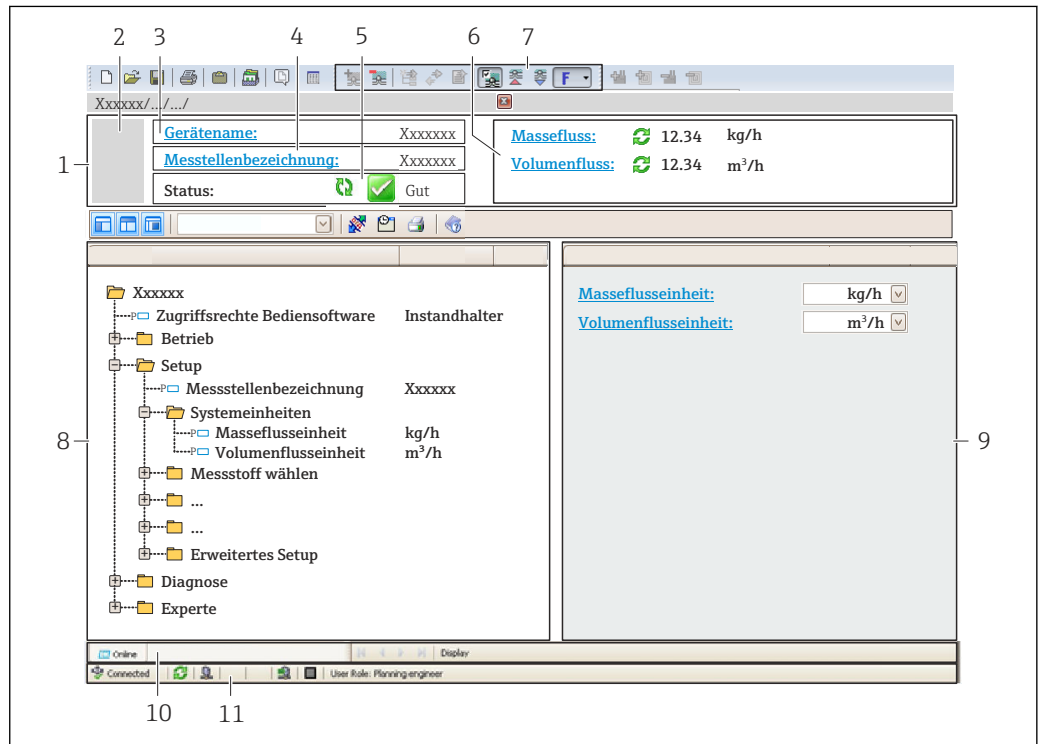 2 3 4 5 6 7
F
Xxxxxx/.../.../
1
Gerätename: Xxxxxxx
Messtellenbezeichnung: Xxxxxxx
Status: Gut
Massefluss: 12.34 kg/h
Volumenfluss: 12.34 m³/h
8
Xxxxxx
P Zugriffsrechte Bediensoftware Instandhalter
Betrieb
Setup
P Messstellenbezeichnung Xxxxxx
Systemeinheiten
P Masseflusseinheit kg/h
P Volumenflusseinheit m³/h
Messstoff wählen
...
...
Erweitertes Setup
Diagnose
Experte
Masseflusseinheit: kg/h
Volumenflusseinheit: m³/h
9
Online Display
Connected User Role: Planning engineer
10 11